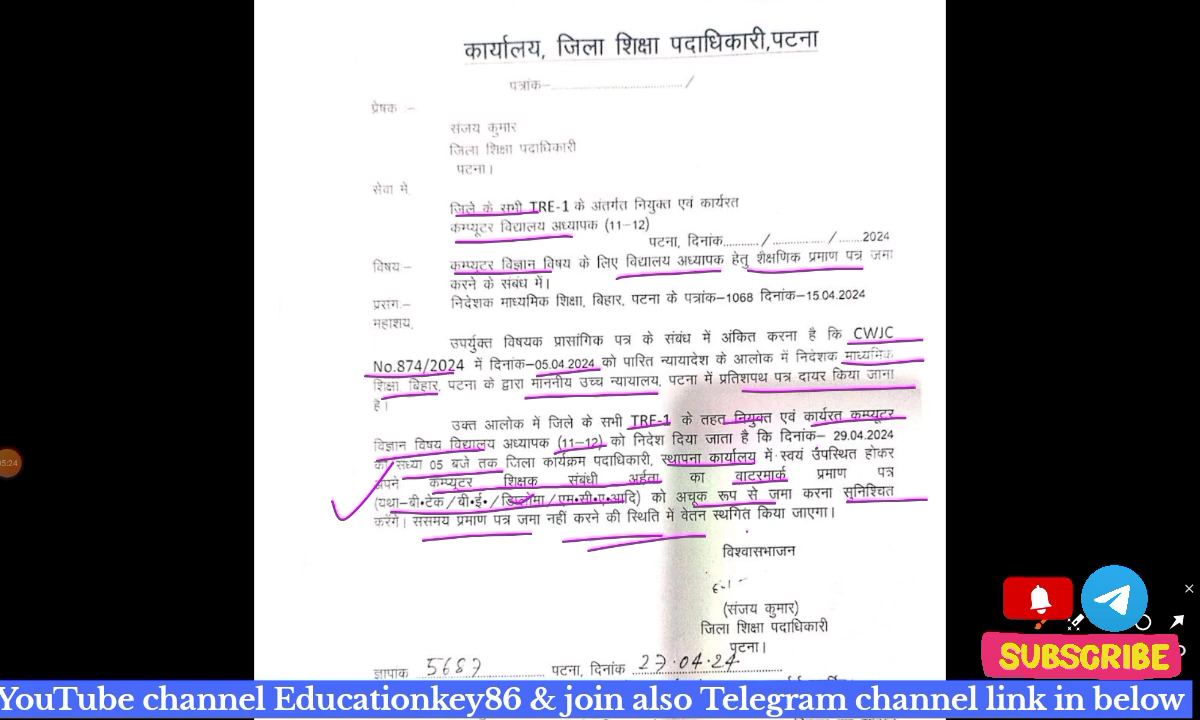 कार्यालय, जिला शिक्षा पदाधिकारी,पटना
पत्रांक–............................................/
प्रेषक :–
संजय कुमार
जिला शिक्षा पदाधिकारी
पटना।
सेवा में,
जिले के सभी TRE-1 के अंतर्गत नियुक्त एवं कार्यरत
कम्प्यूटर विद्यालय अध्यापक (11–12)
पटना, दिनांक.........../................../........2024
विषय:–
कम्प्यूटर विज्ञान विषय के लिए विद्यालय अध्यापक हेतु शैक्षणिक प्रमाण पत्र जमा
करने के संबंध में।
प्रसंग:–
निदेशक माध्यमिक शिक्षा, बिहार, पटना के पत्रांक–1068 दिनांक–15.04.2024
महाशय,
उपर्युक्त विषयक प्रासांगिक पत्र के संबंध में अंकित करना है कि CWJC
No.874/2024 में दिनांक–05.04.2024 को पारित न्यायादेश के आलोक में निदेशक माध्यमिक
शिक्षा बिहार, पटना के द्वारा माननीय उच्च न्यायालय, पटना में प्रतिशपथ पत्र दायर किया जाना
है।
उक्त आलोक में जिले के सभी TRE-1 के तहत नियुक्त एवं कार्यरत कम्प्यूटर
विज्ञान विषय विद्यालय अध्यापक (11–12) को निदेश दिया जाता है कि दिनांक– 29.04.2024
को संध्या 05 बजे तक जिला कार्यक्रम पदाधिकारी, स्थापना कार्यालय में स्वयं उपस्थित होकर
अपने कम्प्यूटर शिक्षक संबंधी अर्हता का वाटरमार्क प्रमाण पत्र
(यथा–बी•टेक/बी•ई•/डिप्लोमा/एम•सी•ए•आदि) को अचूक रूप से जमा करना सुनिश्चित
करेंगे। ससमय प्रमाण पत्र जमा नहीं करने की स्थिति में वेतन स्थगित किया जाएगा।
विश्वासभाजन
(संजय कुमार)
जिला शिक्षा पदाधिकारी
पटना।
ज्ञापांक 5687 पटना, दिनांक 27.04.24
05:24
SUBSCRIBE
YouTube channel Educationkey86 & join also Telegram channel link in below